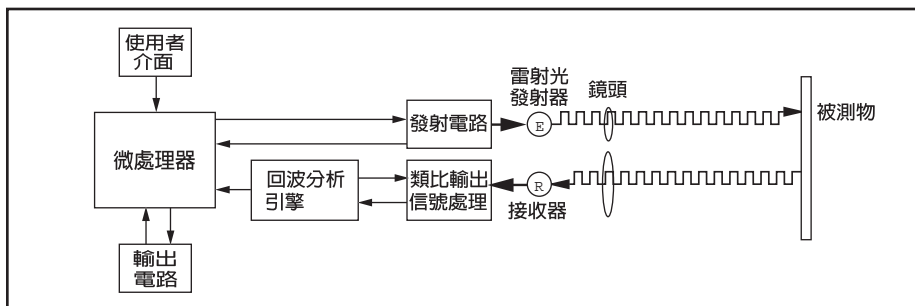 使用者
介面
微處理器
輸出
電路
發射電路
回波分析
引擎
類比輸出
信號處理
雷射光
發射器
E
鏡頭
R
接收器
被測物